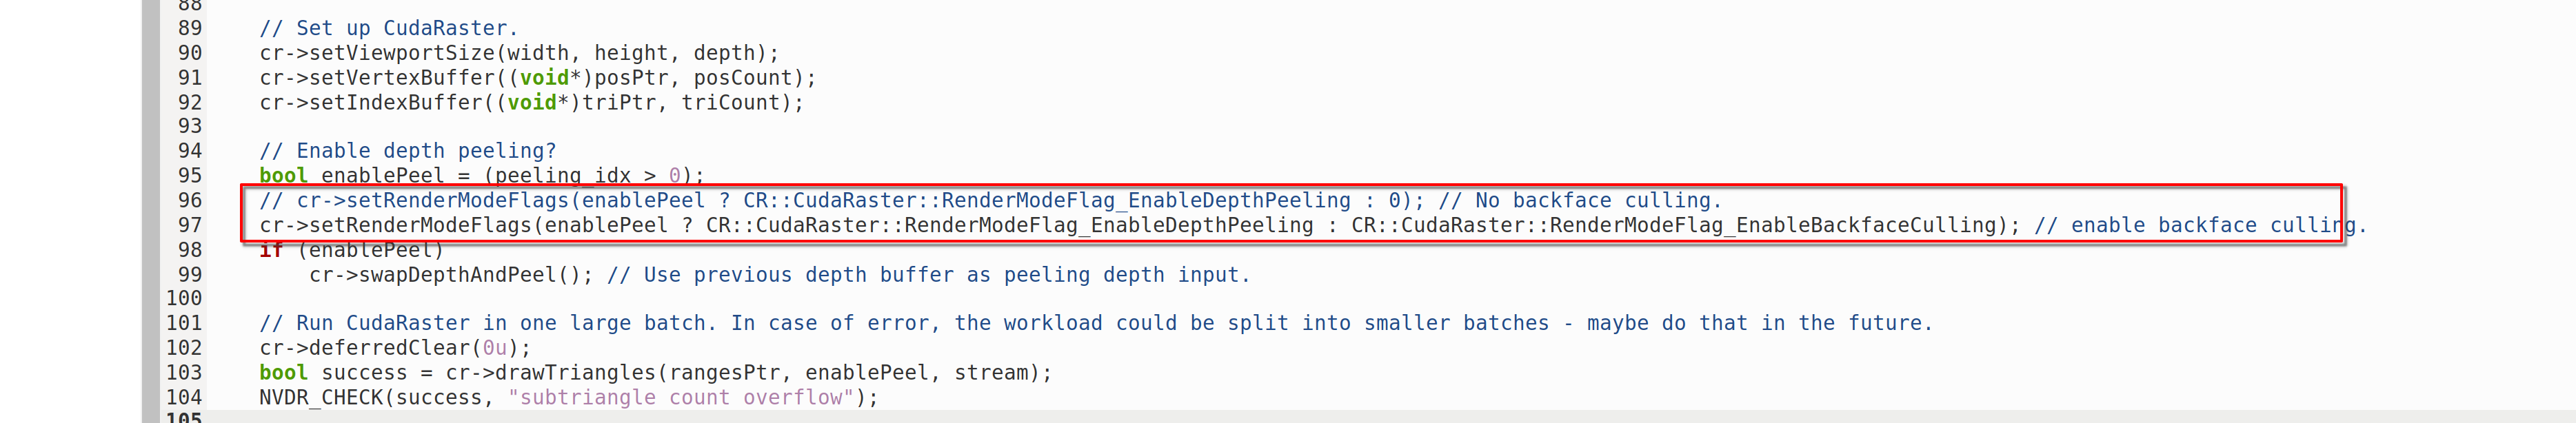 88
89 // Set up CudaRaster.
90 cr->setViewportSize(width, height, depth);
91 cr->setVertexBuffer((void*)posPtr, posCount);
92 cr->setIndexBuffer((void*)triPtr, triCount);
93
94 // Enable depth peeling?
95 bool enablePeel = (peeling_idx > 0);
96 // cr->setRenderModeFlags(enablePeel ? CR::CudaRaster::RenderModeFlag_EnableDepthPeeling : 0); // No backface culling.
97 cr->setRenderModeFlags(enablePeel ? CR::CudaRaster::RenderModeFlag_EnableDepthPeeling : CR::CudaRaster::RenderModeFlag_EnableBackfaceCulling); // enable backface culling.
98 if (enablePeel)
99 cr->swapDepthAndPeel(); // Use previous depth buffer as peeling depth input.
100
101 // Run CudaRaster in one large batch. In case of error, the workload could be split into smaller batches - maybe do that in the future.
102 cr->deferredClear(0u);
103 bool success = cr->drawTriangles(rangesPtr, enablePeel, stream);
104 NVDR_CHECK(success, "subtriangle count overflow");
105